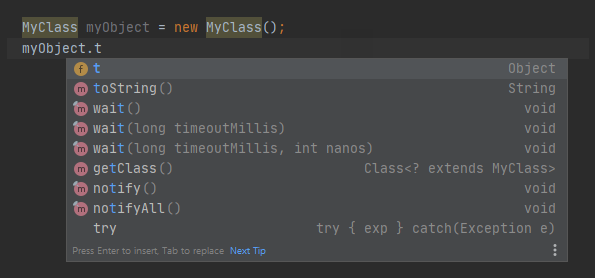 MyClass myObject = new MyClass();
myObject.t
f t Object
m toString() String
m wait() void
m wait(long timeoutMillis) void
m wait(long timeoutMillis, int nanos) void
m getClass() Class<? extends MyClass>
m notify() void
m notifyAll() void
try try { exp } catch(Exception e)
Press Enter to insert, Tab to replace Next Tip